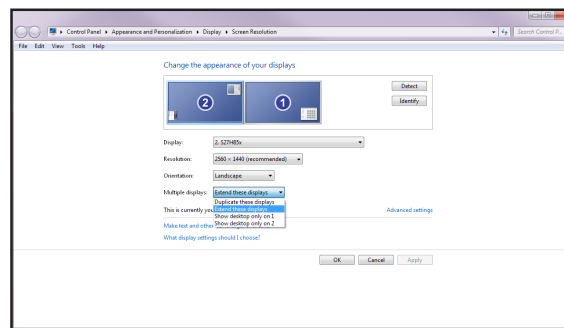 Control Panel ▸ Appearance and Personalization ▸ Display ▸ Screen Resolution
Search Control P...
File Edit View Tools Help
Change the appearance of your displays
2
1
Detect
Identify
Display: 2. S27H85x
Resolution: 2560 × 1440 (recommended)
Orientation: Landscape
Multiple displays: Extend these displays
Duplicate these displays
Extend these displays
Show desktop only on 1
Show desktop only on 2
This is currently you
Advanced settings
Make text and other
What display settings should I choose?
OK Cancel Apply